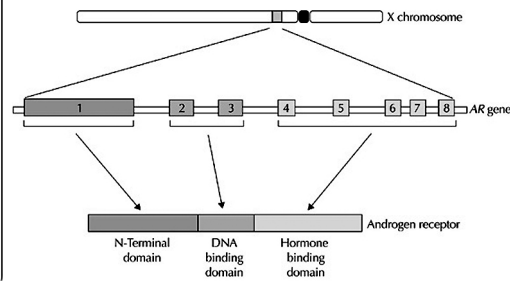 X chromosome
1 2 3 4 5 6 7 8 AR gene
Androgen receptor
N-Terminal
domain
DNA
binding
domain
Hormone
binding
domain